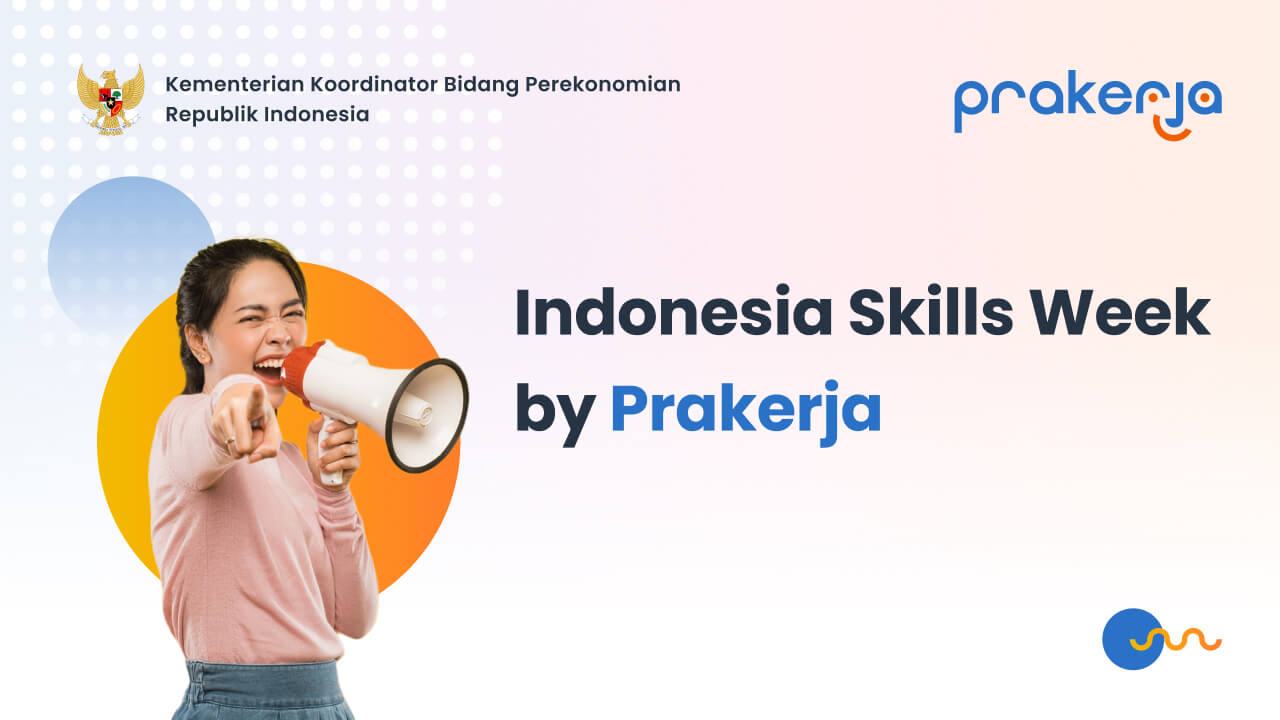 Kementerian Koordinator Bidang Perekonomian
Republik Indonesia
prakerja
Indonesia Skills Week
by Prakerja